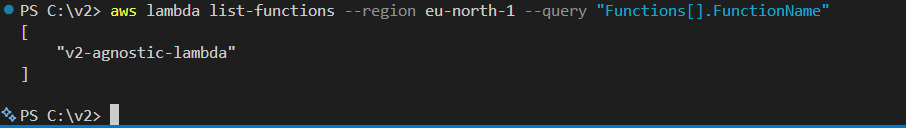 PS C:\v2> aws lambda list-functions --region eu-north-1 --query "Functions[].FunctionName"
[
    "v2-agnostic-lambda"
]
PS C:\v2>